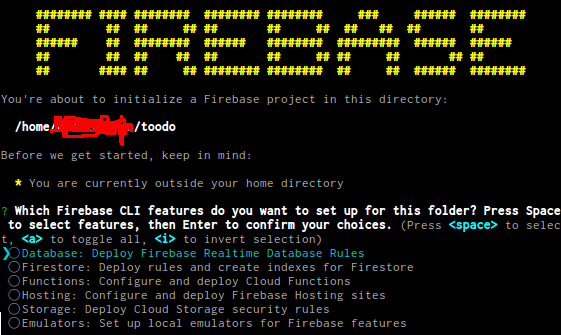 FIREBASE
You're about to initialize a Firebase project in this directory:
/home/ /toodo
Before we get started, keep in mind:
* You are currently outside your home directory
? Which Firebase CLI features do you want to set up for this folder? Press Space
to select features, then Enter to confirm your choices. (Press <space> to selec
t, <a> to toggle all, <i> to invert selection)
❯◯Database: Deploy Firebase Realtime Database Rules
◯Firestore: Deploy rules and create indexes for Firestore
◯Functions: Configure and deploy Cloud Functions
◯Hosting: Configure and deploy Firebase Hosting sites
◯Storage: Deploy Cloud Storage security rules
◯Emulators: Set up local emulators for Firebase features